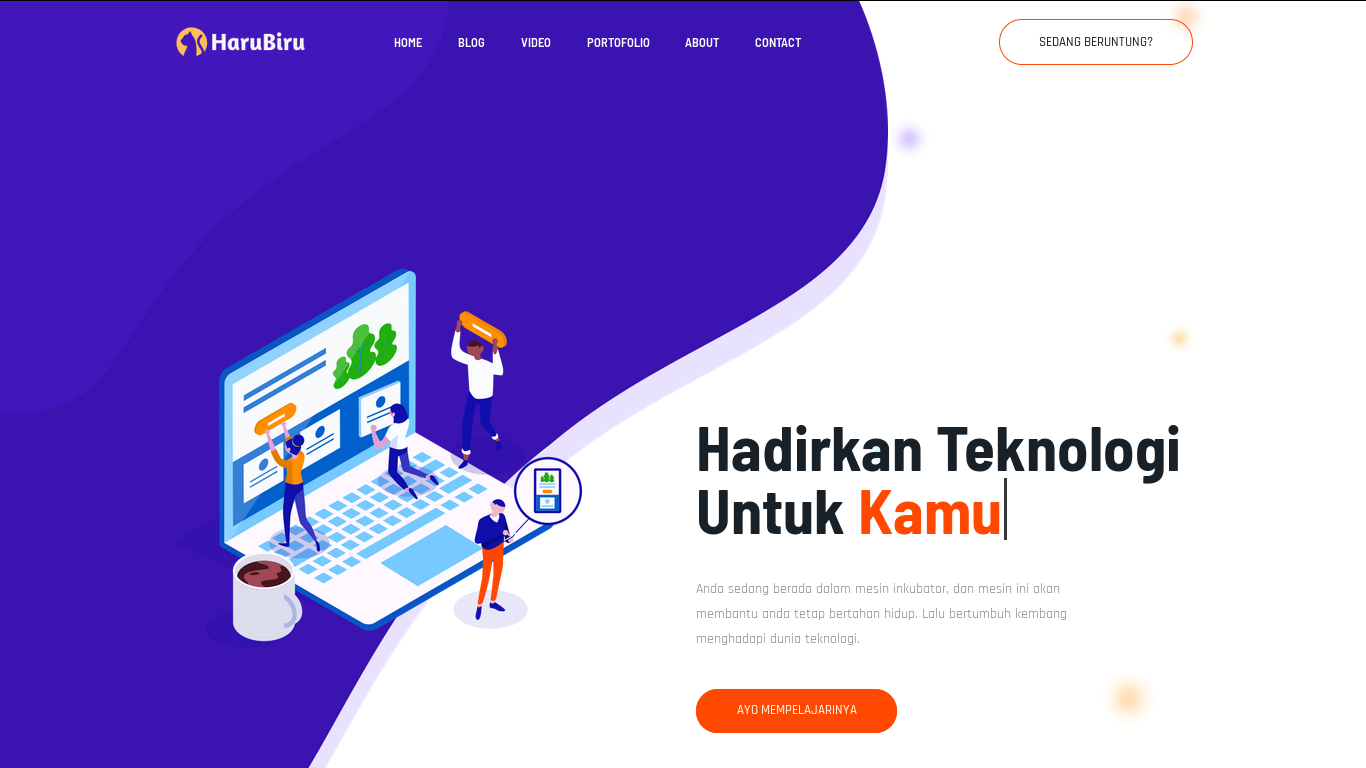 HaruBiru
HOME BLOG VIDEO PORTOFOLIO ABOUT CONTACT
SEDANG BERUNTUNG?
Hadirkan Teknologi
Untuk Kamu
Anda sedang berada dalam mesin inkubator, dan mesin ini akan
membantu anda tetap bertahan hidup. Lalu bertumbuh kembang
menghadapi dunia teknologi.
AYO MEMPELAJARINYA